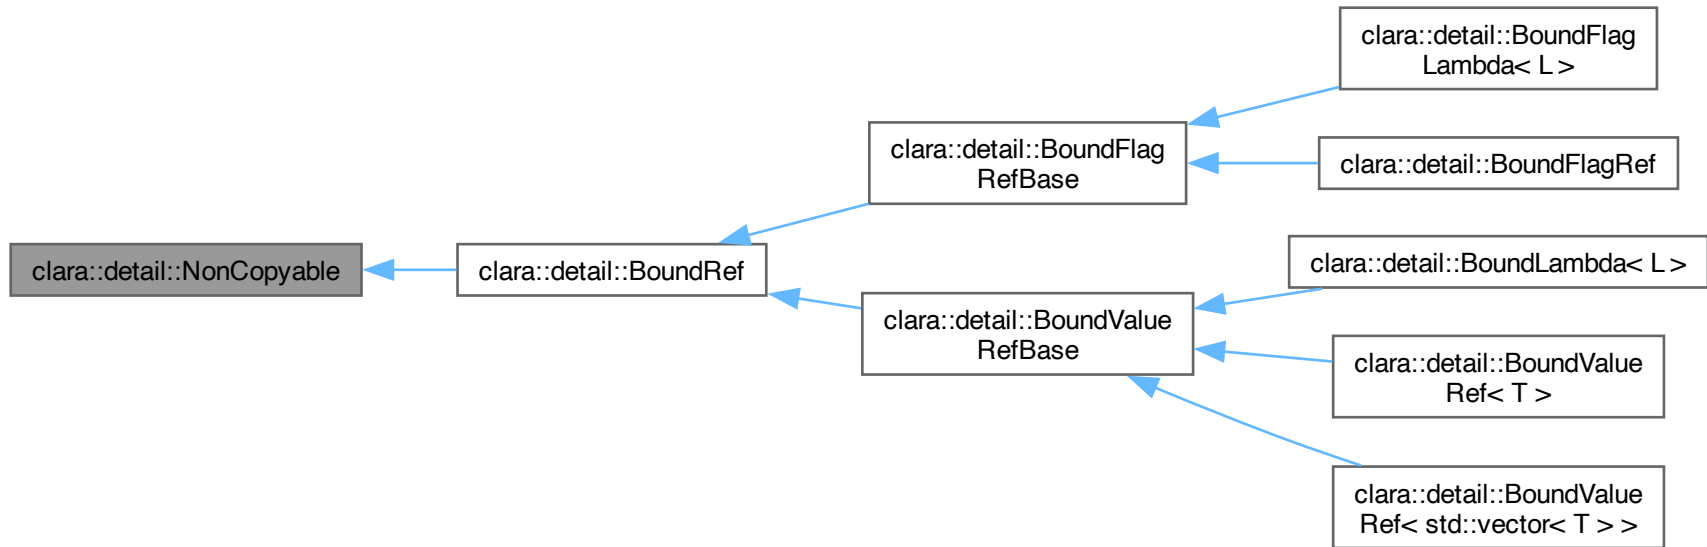 clara::detail::BoundFlag
Lambda< L >
clara::detail::BoundFlag
RefBase
clara::detail::BoundFlagRef
clara::detail::NonCopyable
clara::detail::BoundRef
clara::detail::BoundLambda< L >
clara::detail::BoundValue
RefBase
clara::detail::BoundValue
Ref< T >
clara::detail::BoundValue
Ref< std::vector< T > >